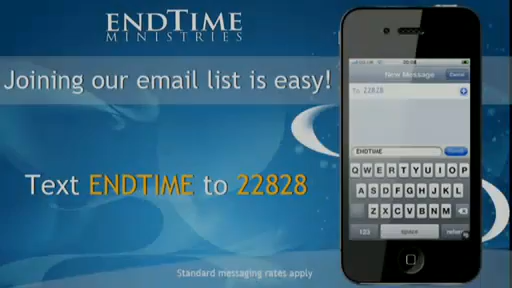 ENDTIME
MINISTRIES
Joining our email list is easy!
Text ENDTIME to 22828
Standard messaging rates apply
New Message
Cancel
To: 22828
ENDTIME
QWERTYUIOP
ASDFGHJKL
ZXCVBNM
123 space return